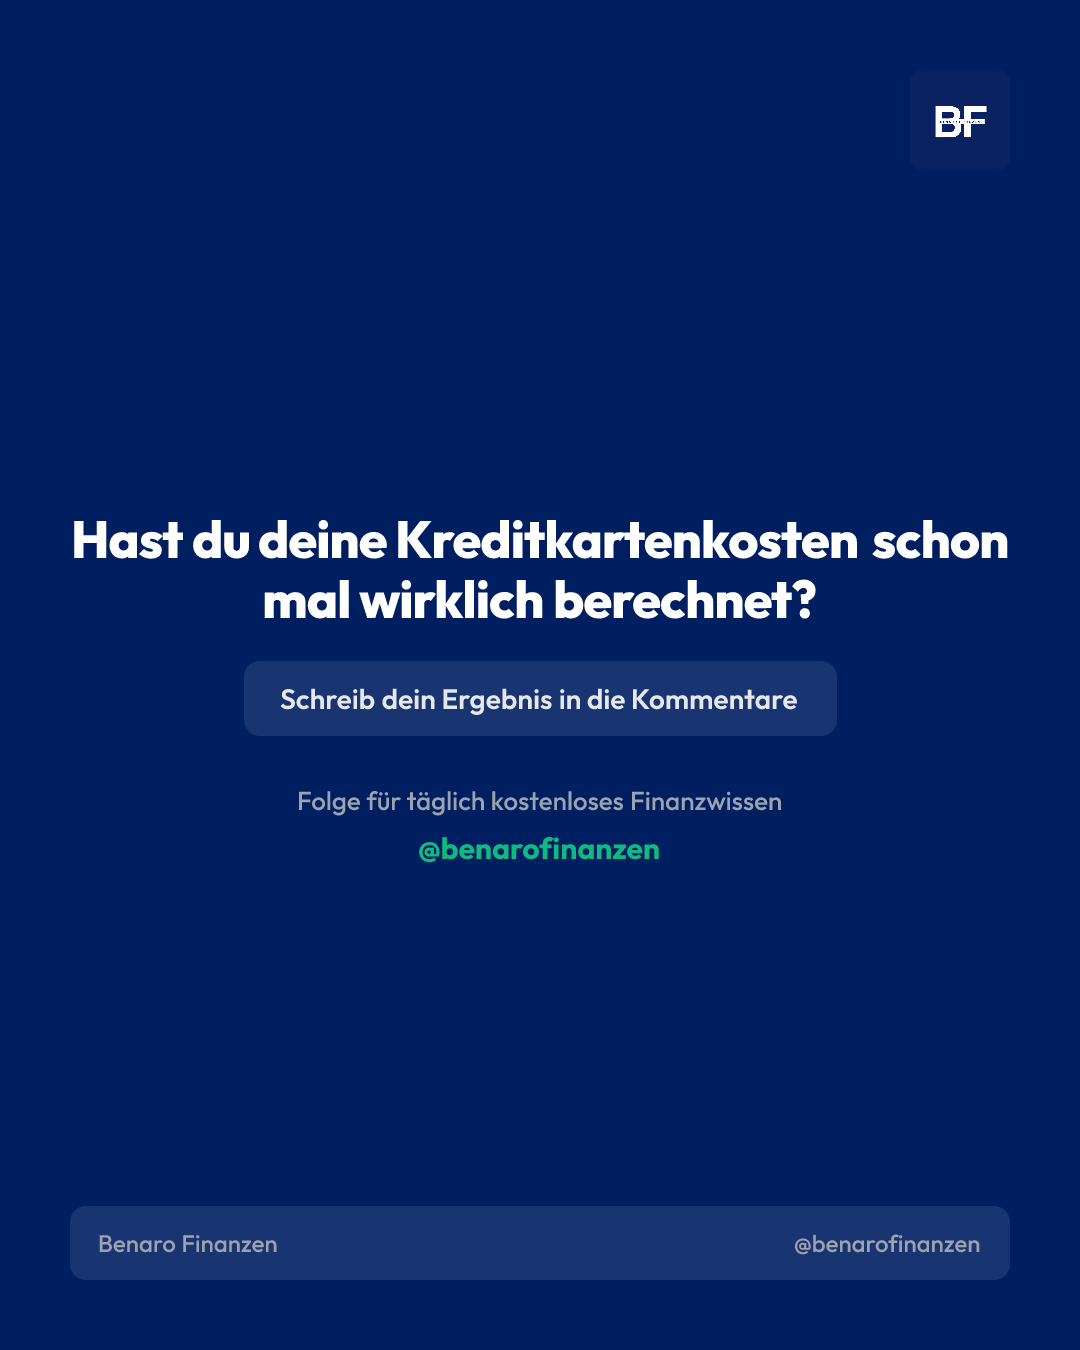 BF
Hast du deine Kreditkartenkosten schon
mal wirklich berechnet?
Schreib dein Ergebnis in die Kommentare
Folge für täglich kostenloses Finanzwissen
@benarofinanzen
Benaro Finanzen
@benarofinanzen